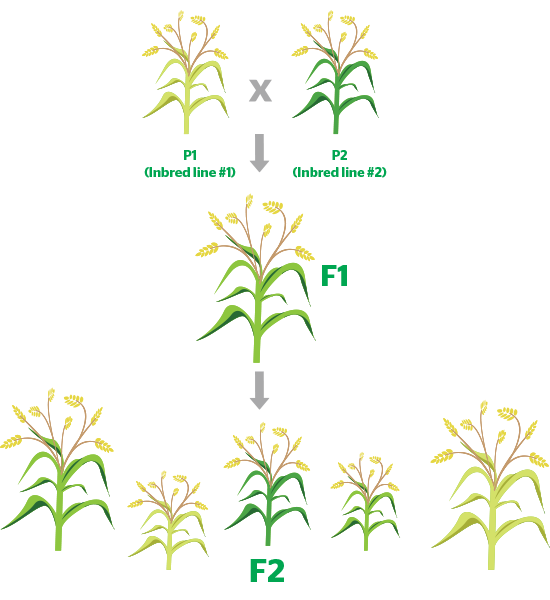 X
P1
(Inbred line #1)
P2
(Inbred line #2)
F1
F2